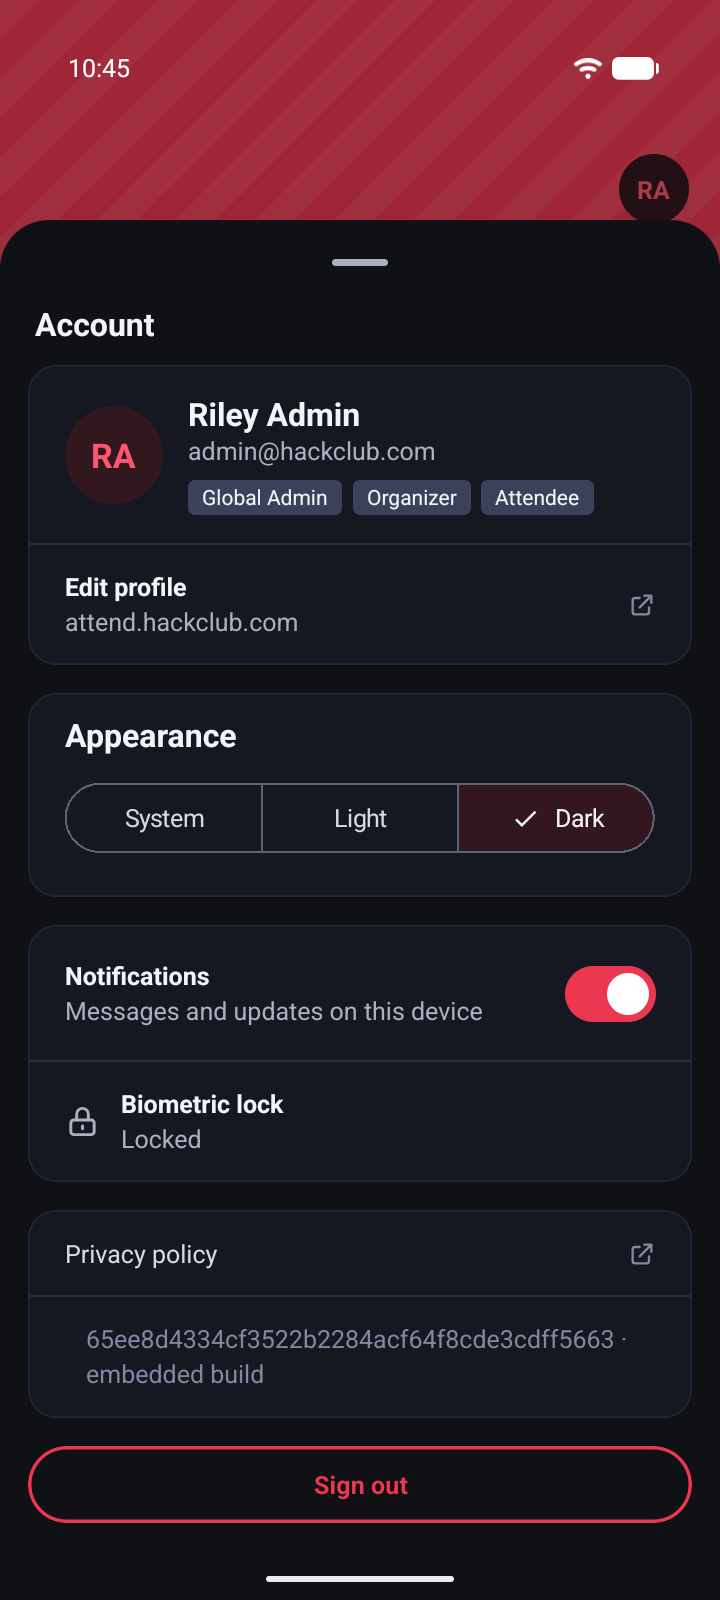 10:45
RA
Account
RA
Riley Admin
admin@hackclub.com
Global Admin
Organizer
Attendee
Edit profile
attend.hackclub.com
Appearance
System
Light
Dark
Notifications
Messages and updates on this device
Biometric lock
Locked
Privacy policy
65ee8d4334cf3522b2284acf64f8cde3cdff5663 ·
embedded build
Sign out